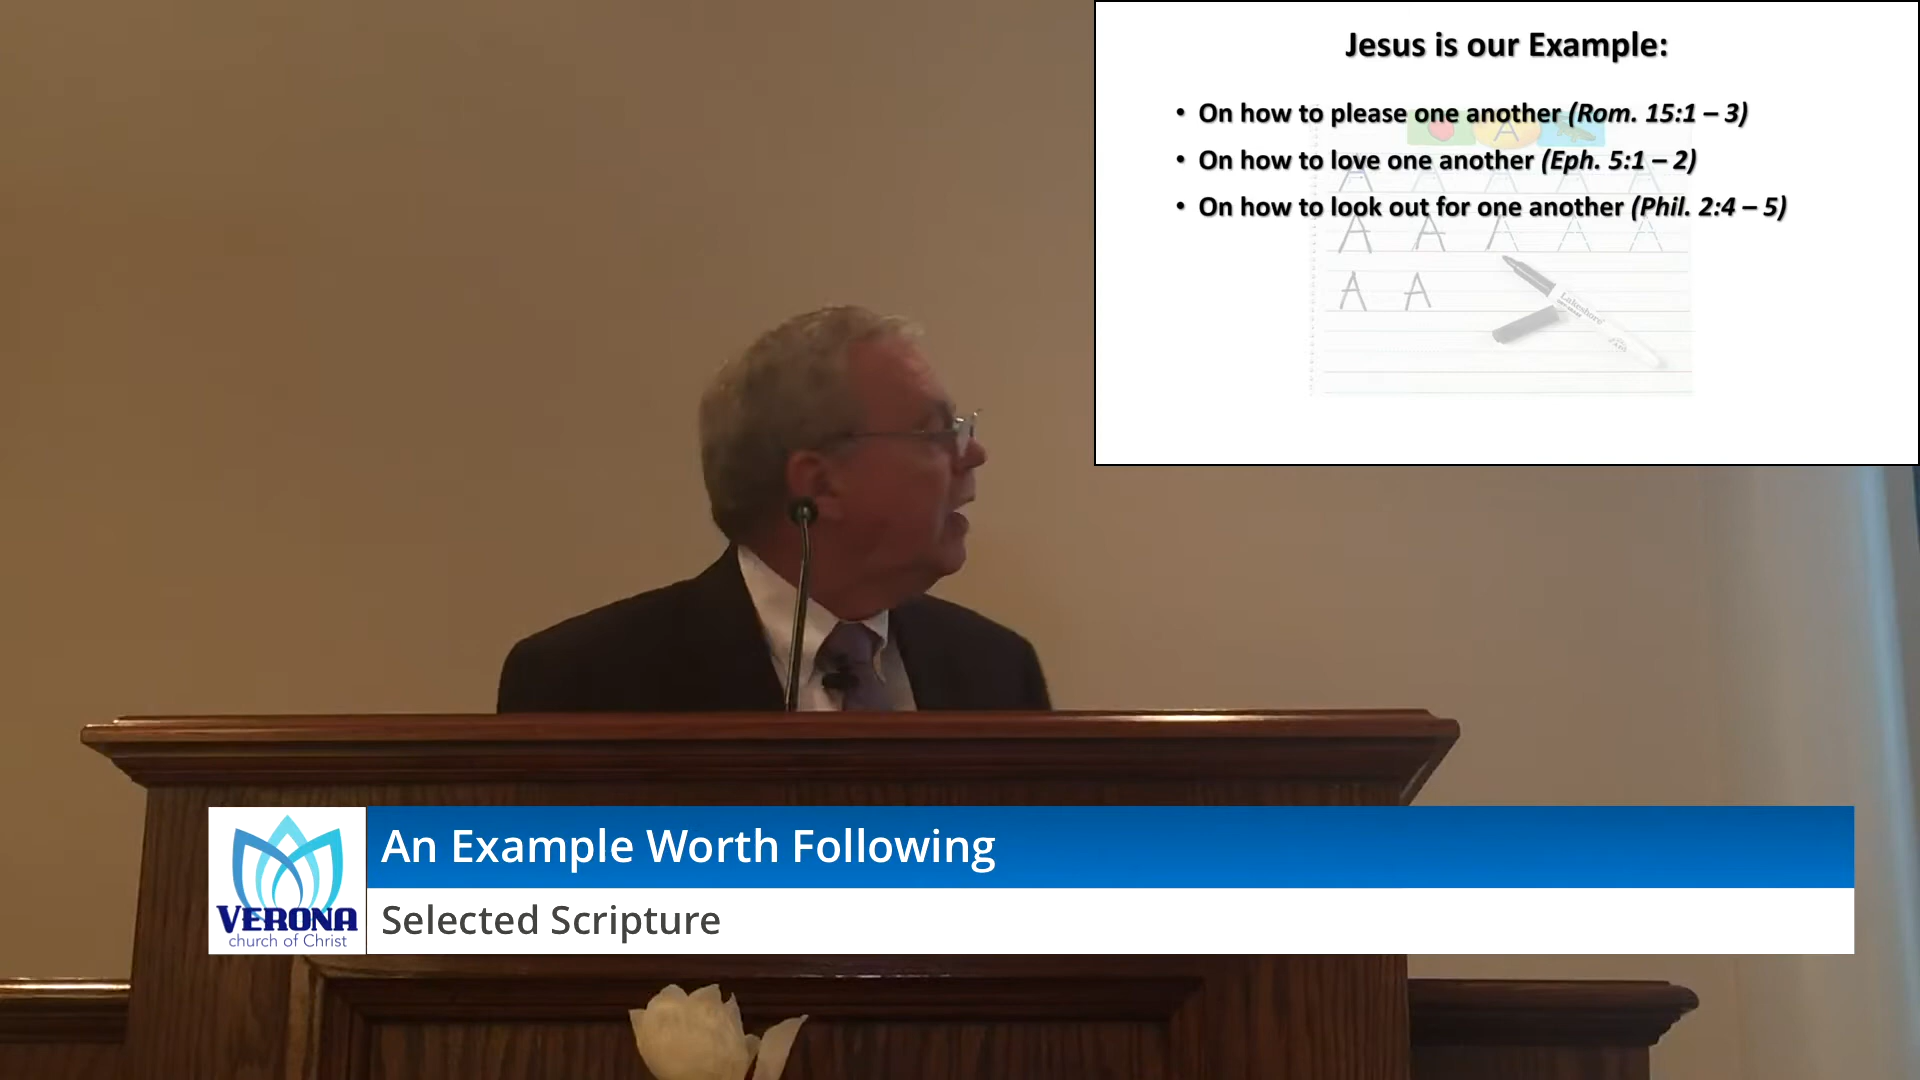 Jesus is our Example:
• On how to please one another (Rom. 15:1 – 3)
• On how to love one another (Eph. 5:1 – 2)
• On how to look out for one another (Phil. 2:4 – 5)
A
A A A A A
A A A A A
A A
Lakeshore
An Example Worth Following
Selected Scripture
VERONA
church of Christ